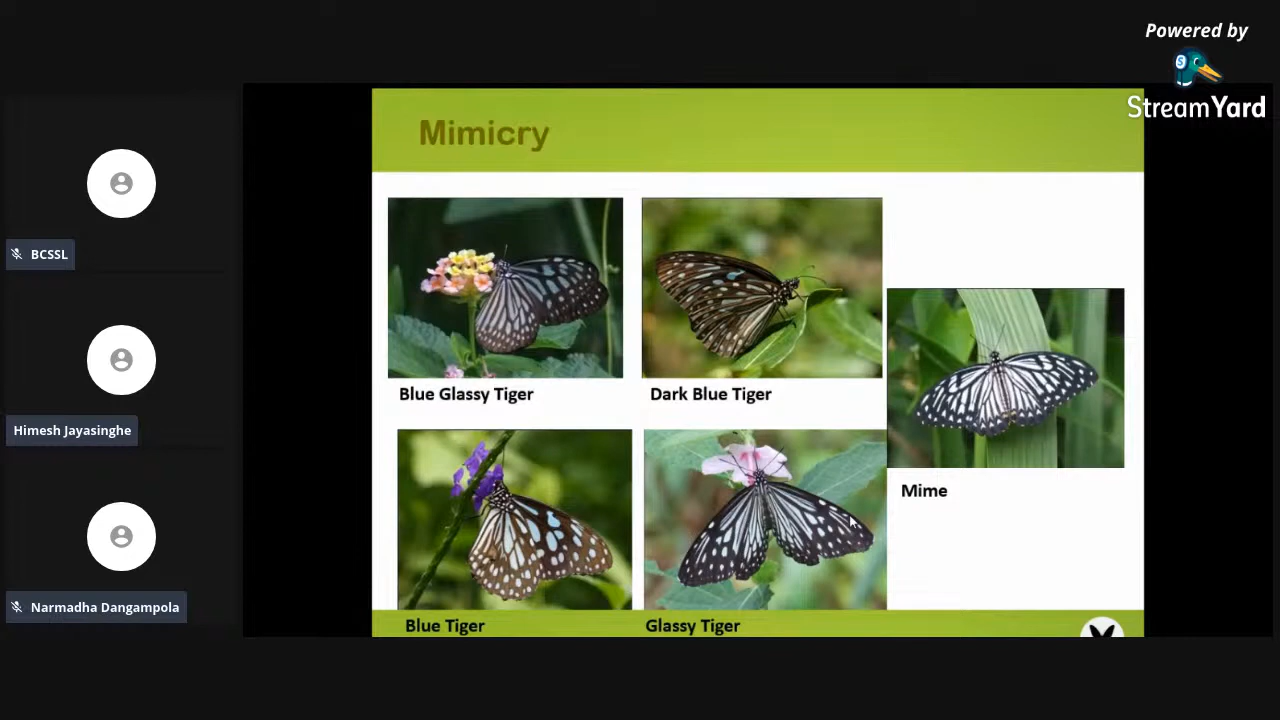 Powered by
StreamYard
Mimicry
BCSSL
Himesh Jayasinghe
Narmadha Dangampola
Blue Glassy Tiger
Dark Blue Tiger
Mime
Blue Tiger
Glassy Tiger